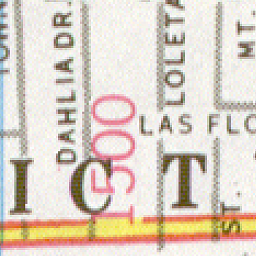 DAHLIA DR.
LOLETA
MT.
1500
LAS FLO
I C T
ST.